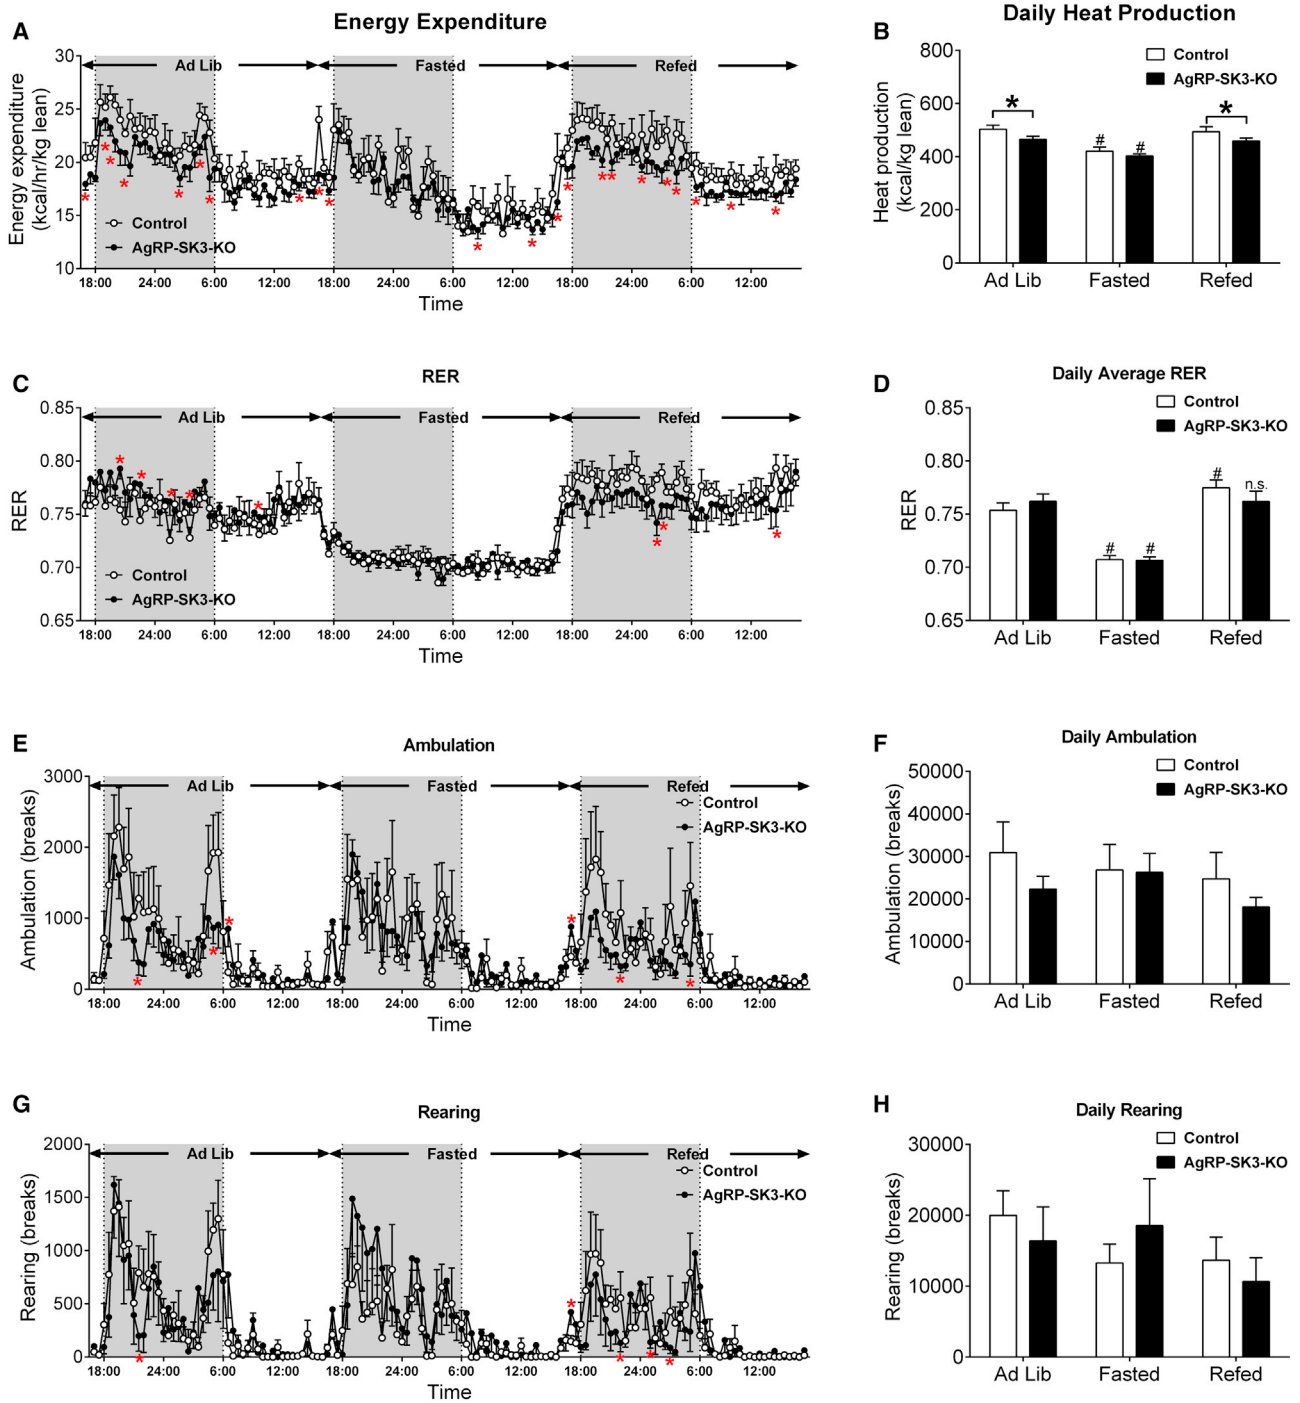 A
Energy Expenditure
Energy expenditure
(kcal/hr/kg lean)
30
25
20
15
10
Ad Lib
Fasted
Refed
Control
AgRP-SK3-KO
* * * * * * * * * * * * * * * * * * * * * * *
18:00 24:00 6:00 12:00 18:00 24:00 6:00 12:00 18:00 24:00 6:00 12:00
Time
B
Daily Heat Production
Heat production
(kcal/kg lean)
800
600
400
200
0
Control
AgRP-SK3-KO
* # # *
Ad Lib Fasted Refed
C
RER
RER
0.85
0.80
0.75
0.70
0.65
Ad Lib
Fasted
Refed
Control
AgRP-SK3-KO
* * * * * * * *
18:00 24:00 6:00 12:00 18:00 24:00 6:00 12:00 18:00 24:00 6:00 12:00
Time
D
Daily Average RER
RER
0.85
0.80
0.75
0.70
0.65
Control
AgRP-SK3-KO
# # # n.s.
Ad Lib Fasted Refed
E
Ambulation
Ambulation (breaks)
3000
2000
1000
0
Ad Lib
Fasted
Refed
Control
AgRP-SK3-KO
* * * * * *
18:00 24:00 6:00 12:00 18:00 24:00 6:00 12:00 18:00 24:00 6:00 12:00
Time
F
Daily Ambulation
Ambulation (breaks)
50000
40000
30000
20000
10000
0
Control
AgRP-SK3-KO
Ad Lib Fasted Refed
G
Rearing
Rearing (breaks)
2000
1500
1000
500
0
Ad Lib
Fasted
Refed
Control
AgRP-SK3-KO
* * * * *
18:00 24:00 6:00 12:00 18:00 24:00 6:00 12:00 18:00 24:00 6:00 12:00
Time
H
Daily Rearing
Rearing (breaks)
30000
20000
10000
0
Control
AgRP-SK3-KO
Ad Lib Fasted Refed